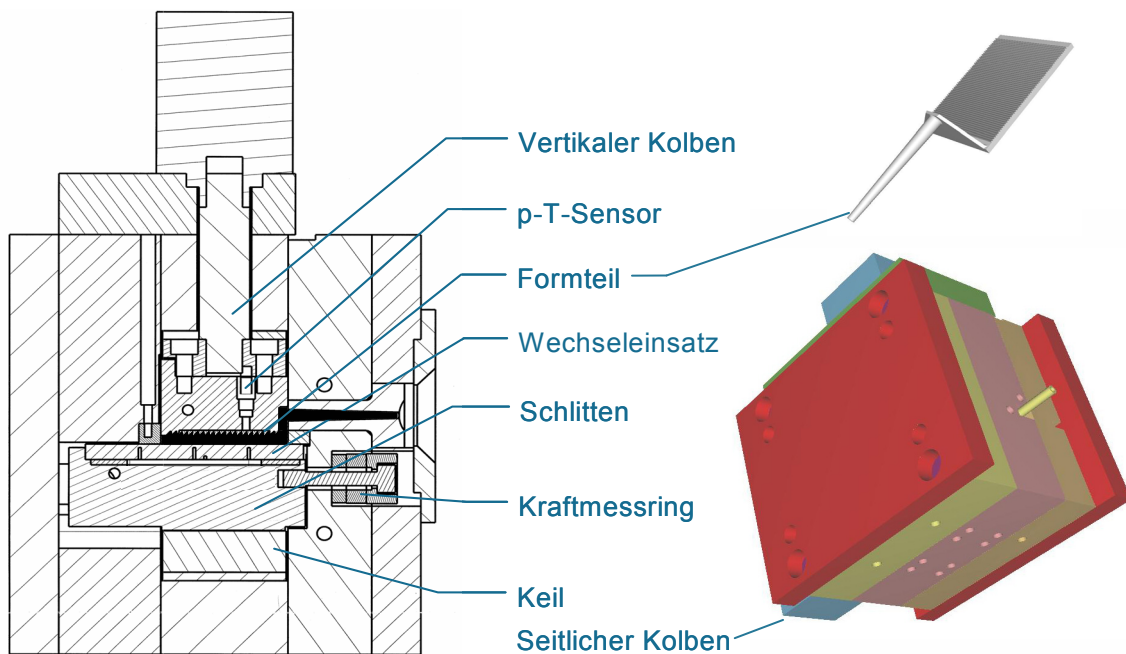 Vertikaler Kolben
p-T-Sensor
Formteil
Wechseleinsatz
Schlitten
Kraftmessring
Keil
Seitlicher Kolben